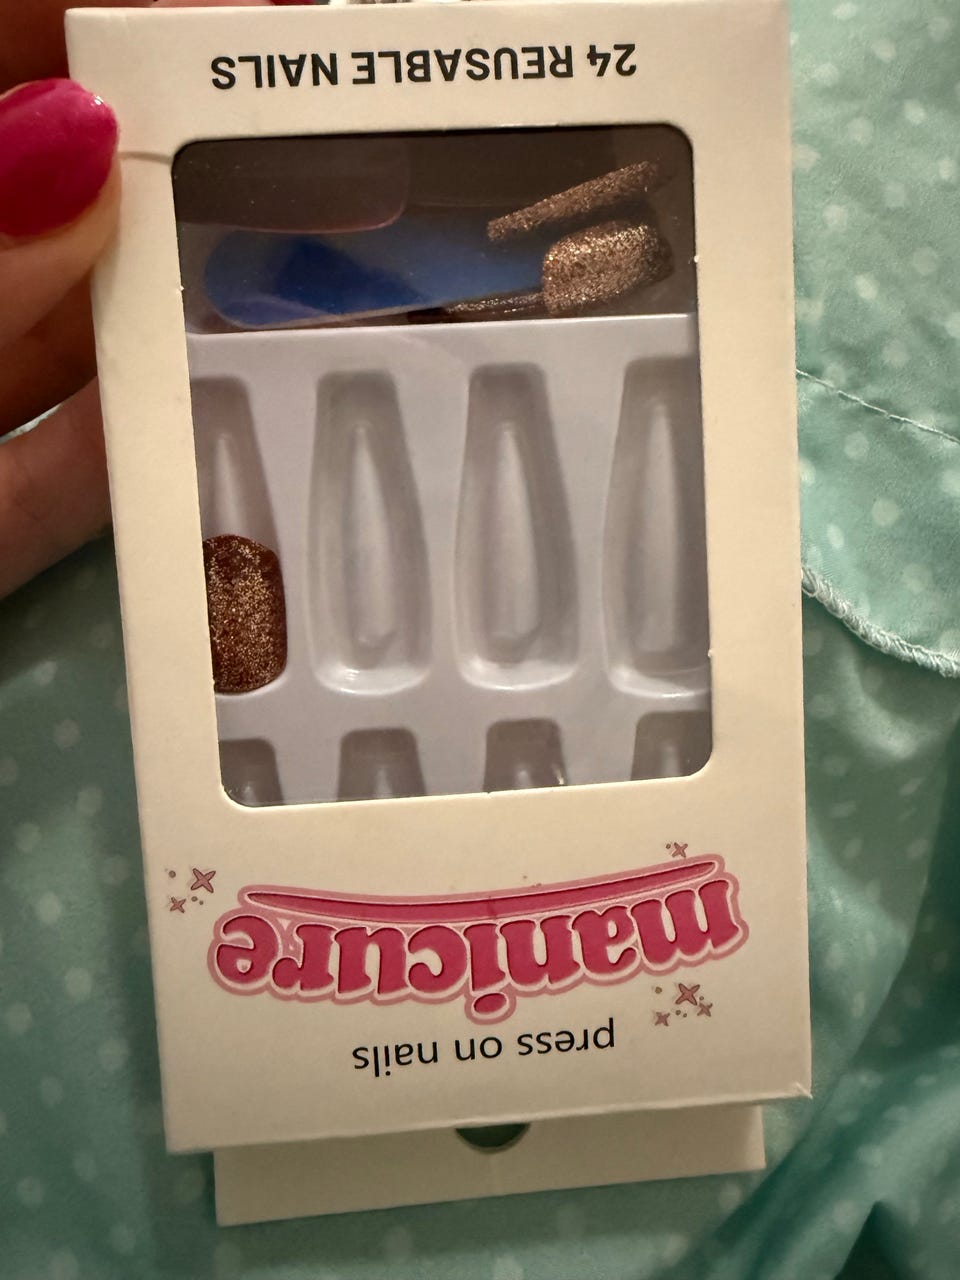 press on nails
manicure
24 REUSABLE NAILS